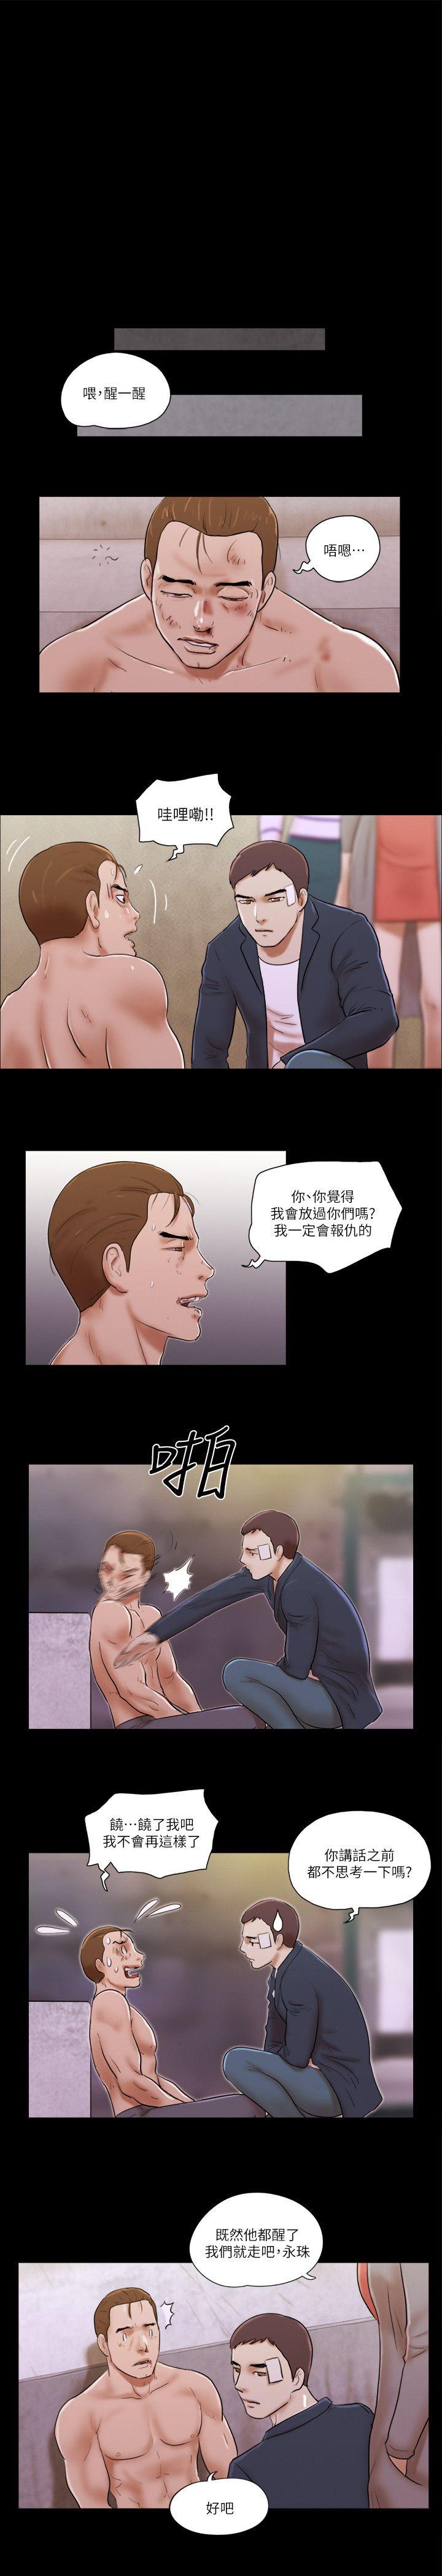 喂，醒一醒
唔嗯⋯
哇哩嘞!!
你、你覺得
我會放過你們嗎?
我一定會報仇的
啪
饒⋯饒了我吧
我不會再這樣了
你講話之前
都不思考一下嗎?
既然他都醒了
我們就走吧，永珠
好吧